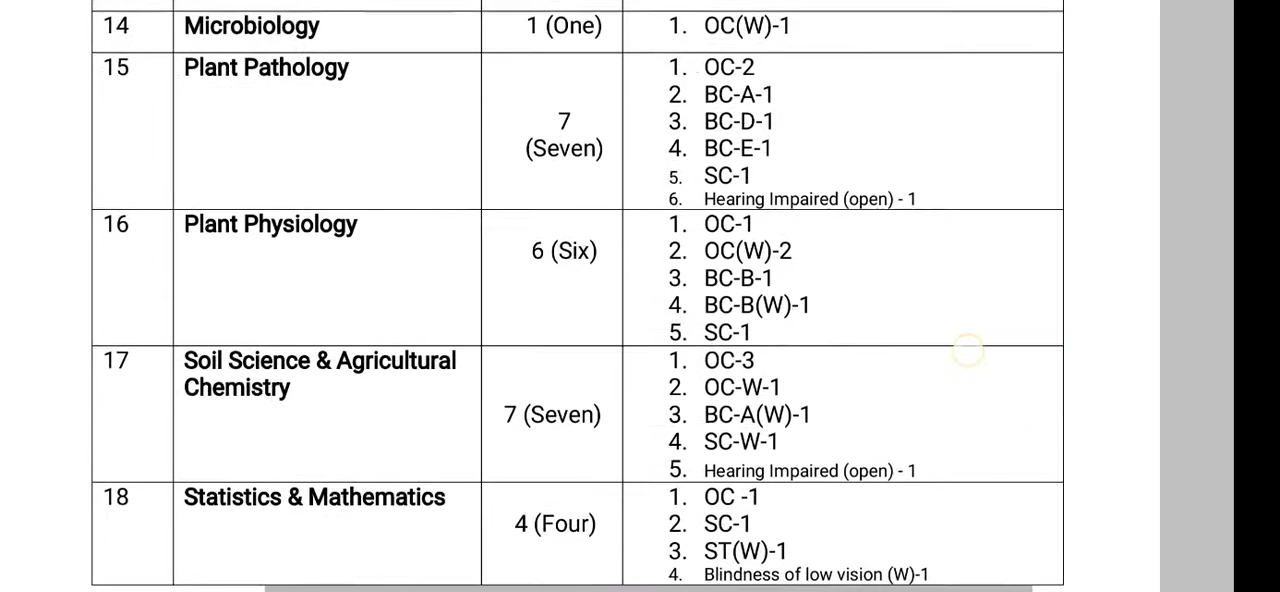 14 Microbiology 1 (One) 1. OC(W)-1
15 Plant Pathology 7 (Seven) 1. OC-2
2. BC-A-1
3. BC-D-1
4. BC-E-1
5. SC-1
6. Hearing Impaired (open) - 1
16 Plant Physiology 6 (Six) 1. OC-1
2. OC(W)-2
3. BC-B-1
4. BC-B(W)-1
5. SC-1
17 Soil Science & Agricultural Chemistry 7 (Seven) 1. OC-3
2. OC-W-1
3. BC-A(W)-1
4. SC-W-1
5. Hearing Impaired (open) - 1
18 Statistics & Mathematics 4 (Four) 1. OC -1
2. SC-1
3. ST(W)-1
4. Blindness of low vision (W)-1